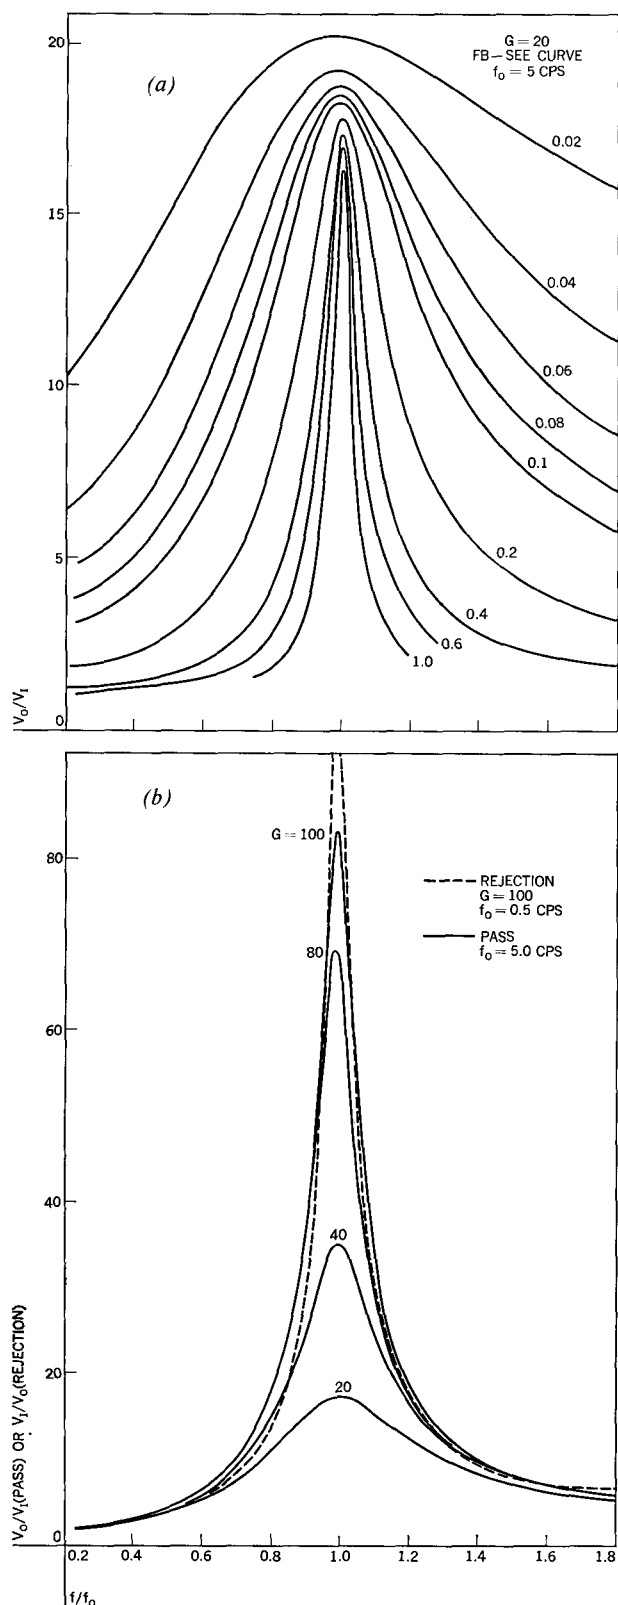 20
(a)
G=20
FB—SEE CURVE
f₀ = 5 CPS
0.02
15
0.04
10
0.06
0.08
0.1
0.2
5
0.4
0.6
1.0
0
V₀/V_I
(b)
G=100
80
REJECTION
G=100
f₀=0.5 CPS
PASS
f₀=5.0 CPS
80
60
40
40
20
20
0
V₀/V_I(PASS) OR V_I/V₀(REJECTION)
0.2 0.4 0.6 0.8 1.0 1.2 1.4 1.6 1.8
f/f₀